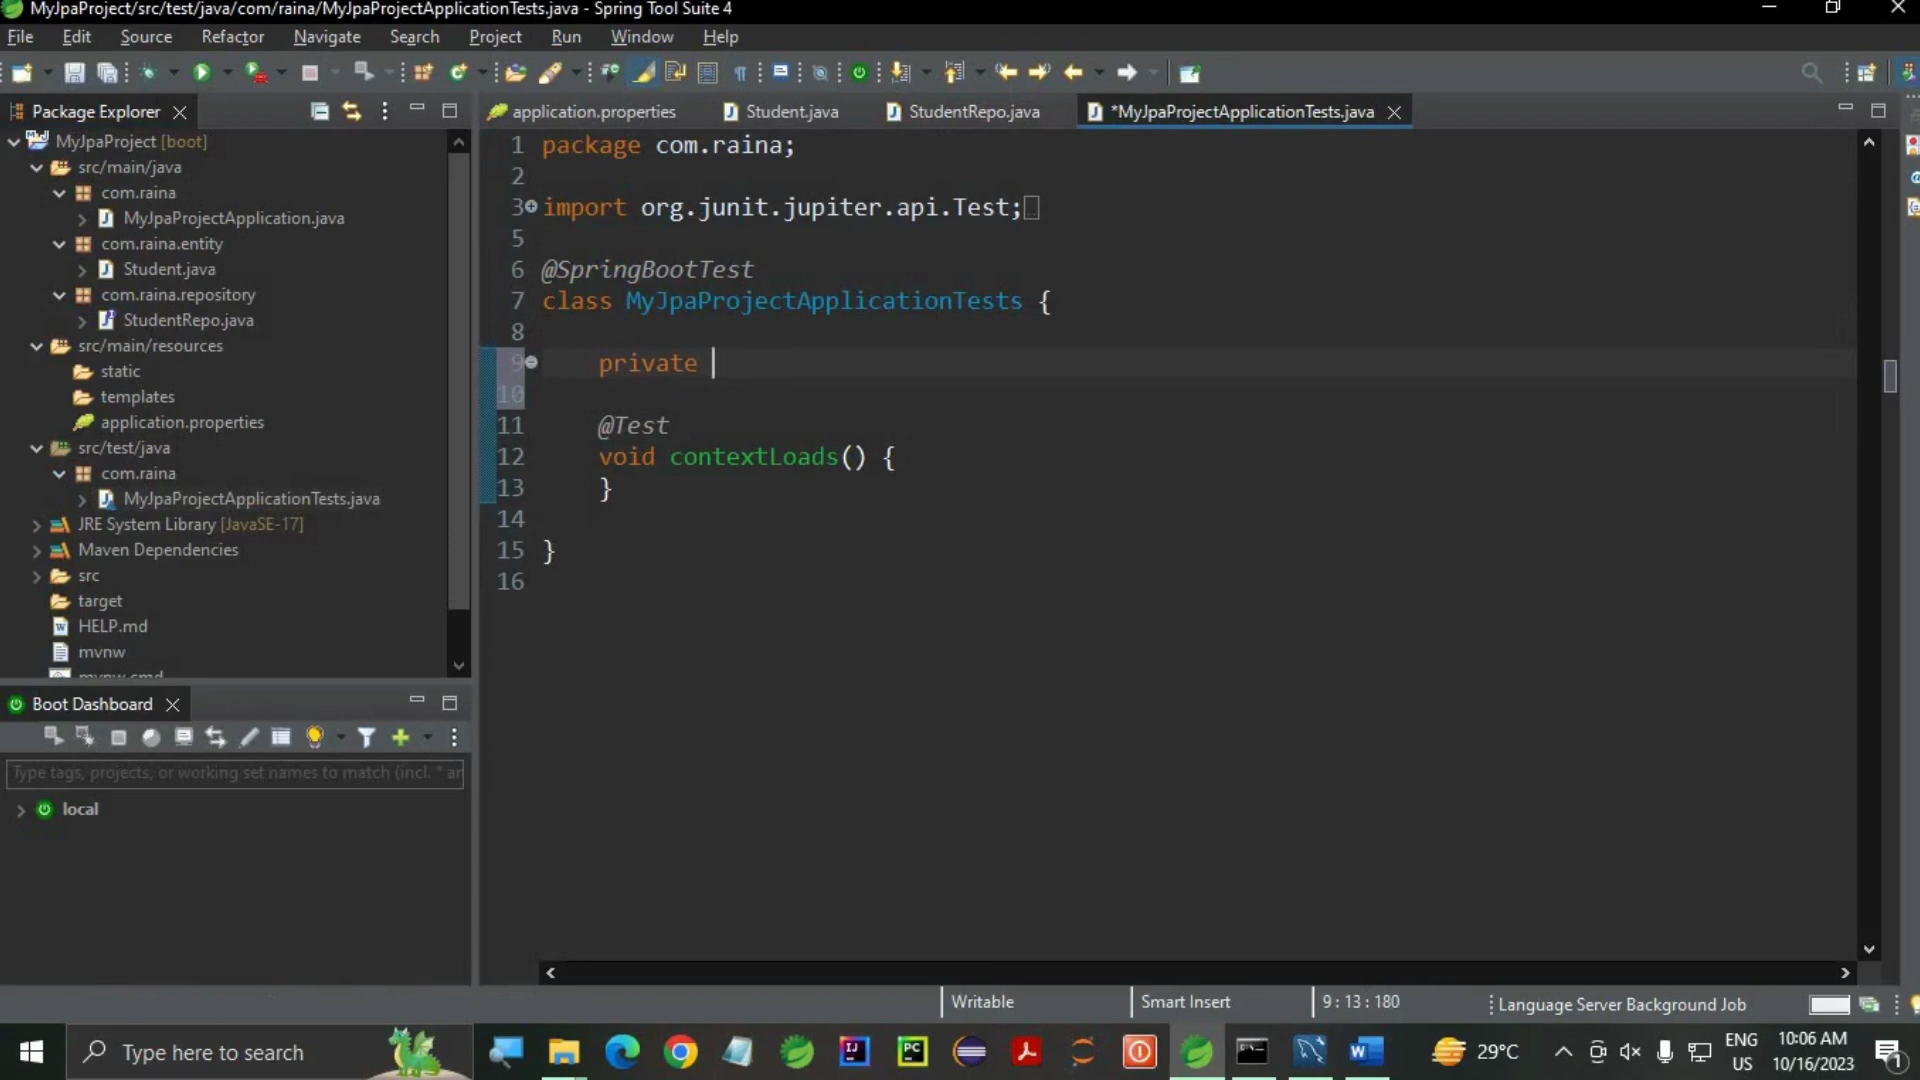 MyJpaProject/src/test/java/com/raina/MyJpaProjectApplicationTests.java - Spring Tool Suite 4
File Edit Source Refactor Navigate Search Project Run Window Help
Package Explorer
application.properties Student.java StudentRepo.java *MyJpaProjectApplicationTests.java
MyJpaProject [boot]
src/main/java
com.raina
MyJpaProjectApplication.java
com.raina.entity
Student.java
com.raina.repository
StudentRepo.java
src/main/resources
static
templates
application.properties
src/test/java
com.raina
MyJpaProjectApplicationTests.java
JRE System Library [JavaSE-17]
Maven Dependencies
src
target
HELP.md
mvnw
mvnw.cmd
1 package com.raina;
2
3 import org.junit.jupiter.api.Test;
5
6 @SpringBootTest
7 class MyJpaProjectApplicationTests {
8
9 private
10
11 @Test
12 void contextLoads() {
13 }
14
15 }
16
Boot Dashboard
Type tags, projects, or working set names to match (incl. * ar
local
Writable Smart Insert 9 : 13 : 180 Language Server Background Job
Type here to search
29°C
ENG
US
10:06 AM
10/16/2023
1